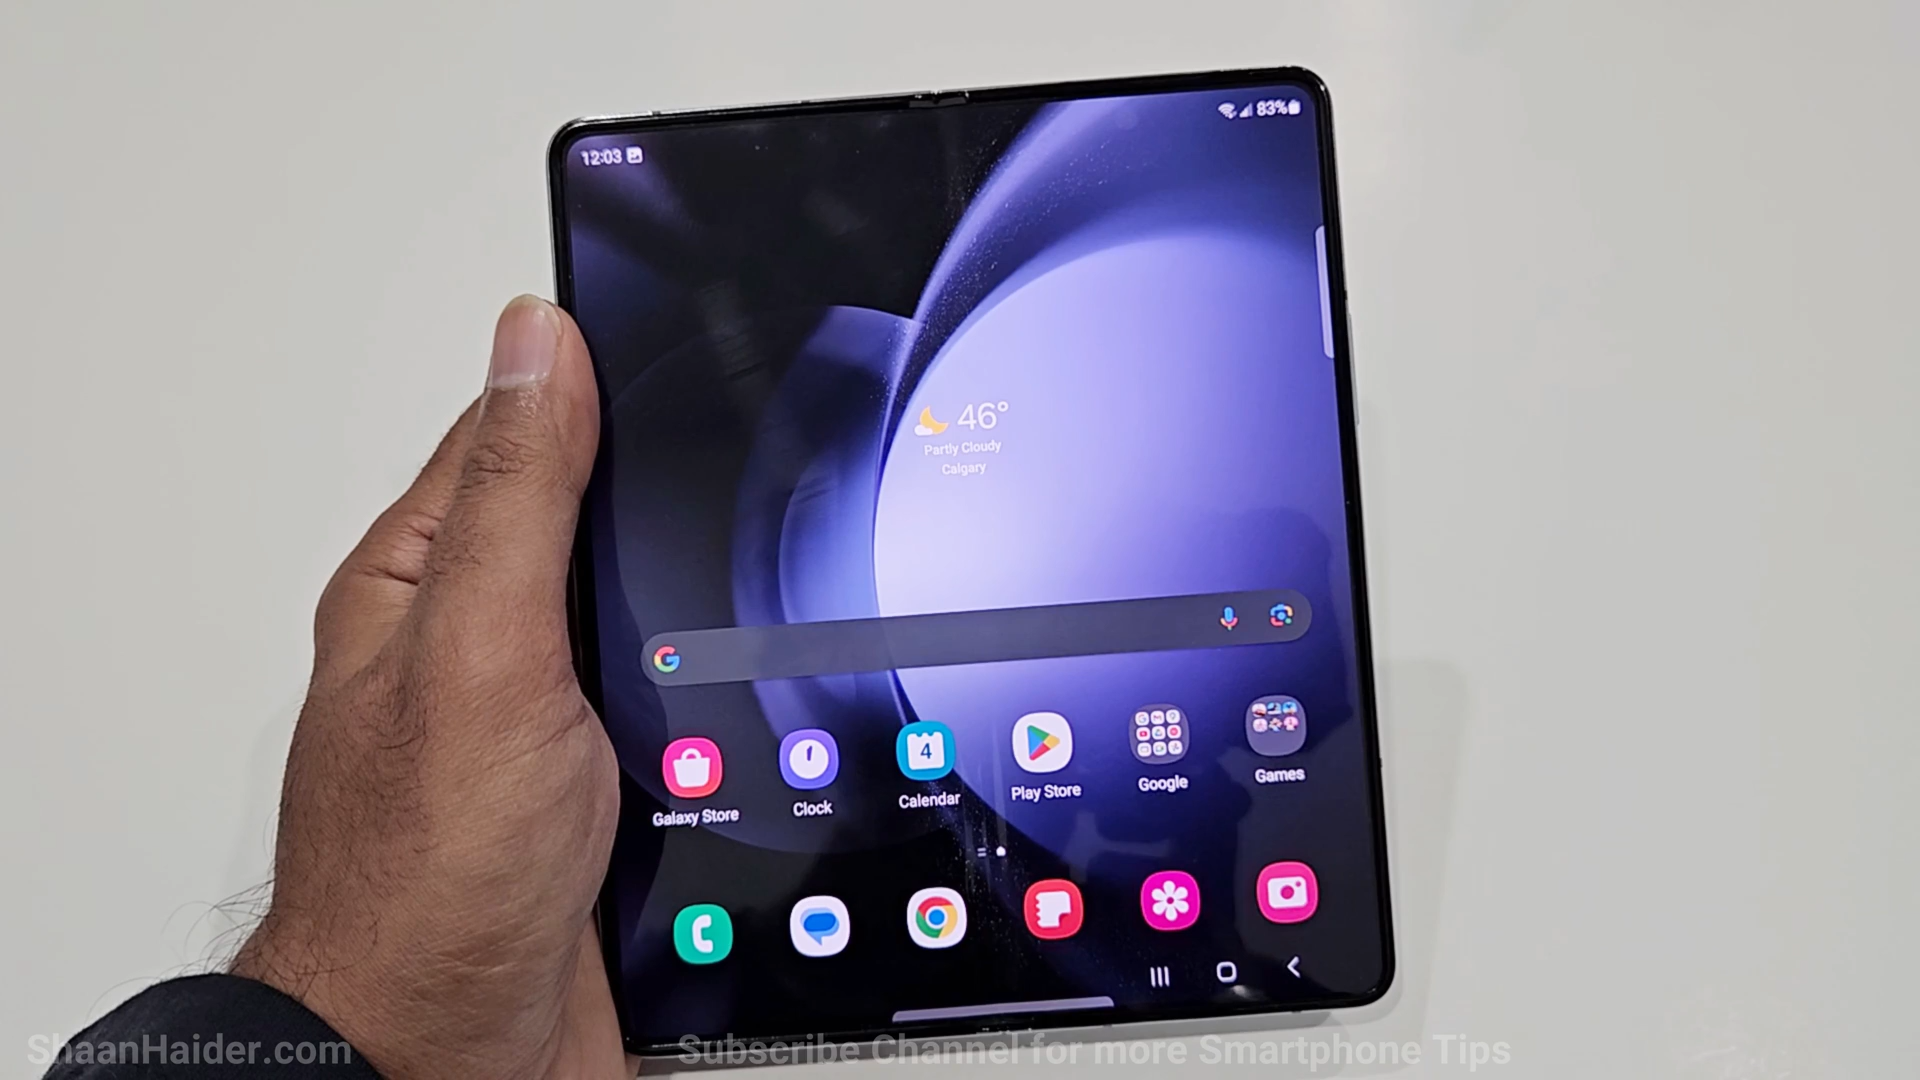 12:03
83%
46°
Partly Cloudy
Calgary
Galaxy Store
Clock
4
Calendar
Play Store
Google
Games
ShaanHaider.com
Subscribe Channel for more Smartphone Tips